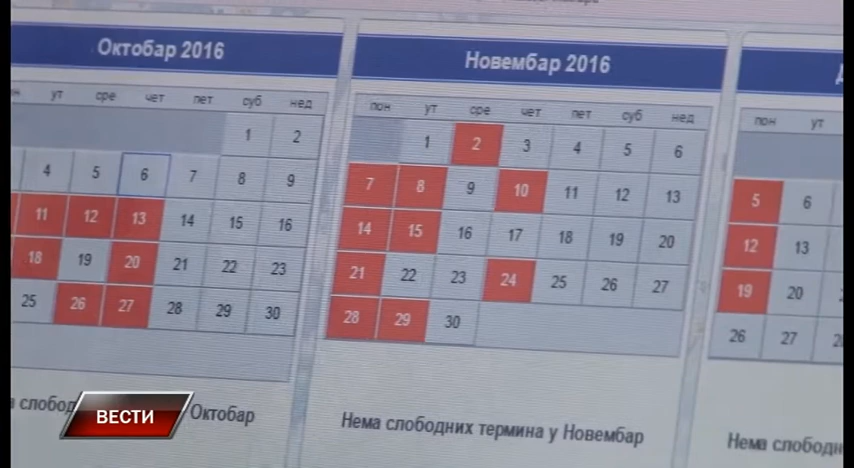 Октобар 2016
ут сре чет пет суб нед
1 2
4 5 6 7 8 9
11 12 13 14 15 16
18 19 20 21 22 23
25 26 27 28 29 30
Октобар
Новембар 2016
пон ут сре чет пет суб нед
1 2 3 4 5 6
7 8 9 10 11 12 13
14 15 16 17 18 19 20
21 22 23 24 25 26 27
28 29 30
Нема слободних термина у Новембар
пон ут
5 6
12 13
19 20
26 27
Нема
ВЕСТИ